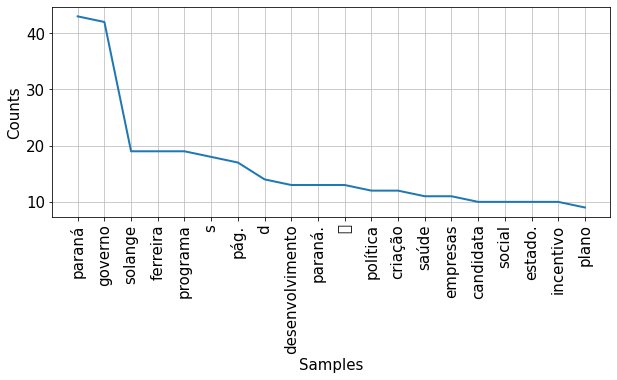 Counts
40
30
20
10
paraná
governo
solange
ferreira
programa
s
pág.
d
desenvolvimento
paraná.
política
criação
saúde
empresas
candidata
social
estado.
incentivo
plano
Samples